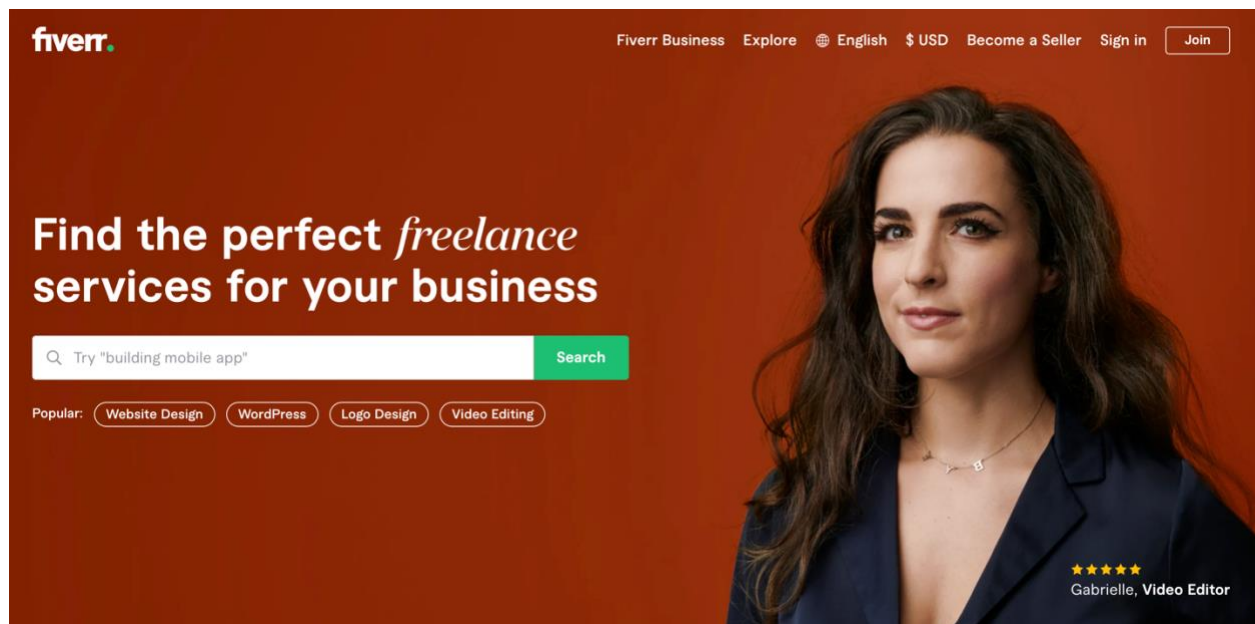 fiverr.
Fiverr Business Explore English $ USD Become a Seller Sign in Join
Find the perfect freelance
services for your business
Try "building mobile app" Search
Popular: Website Design WordPress Logo Design Video Editing
Gabrielle, Video Editor